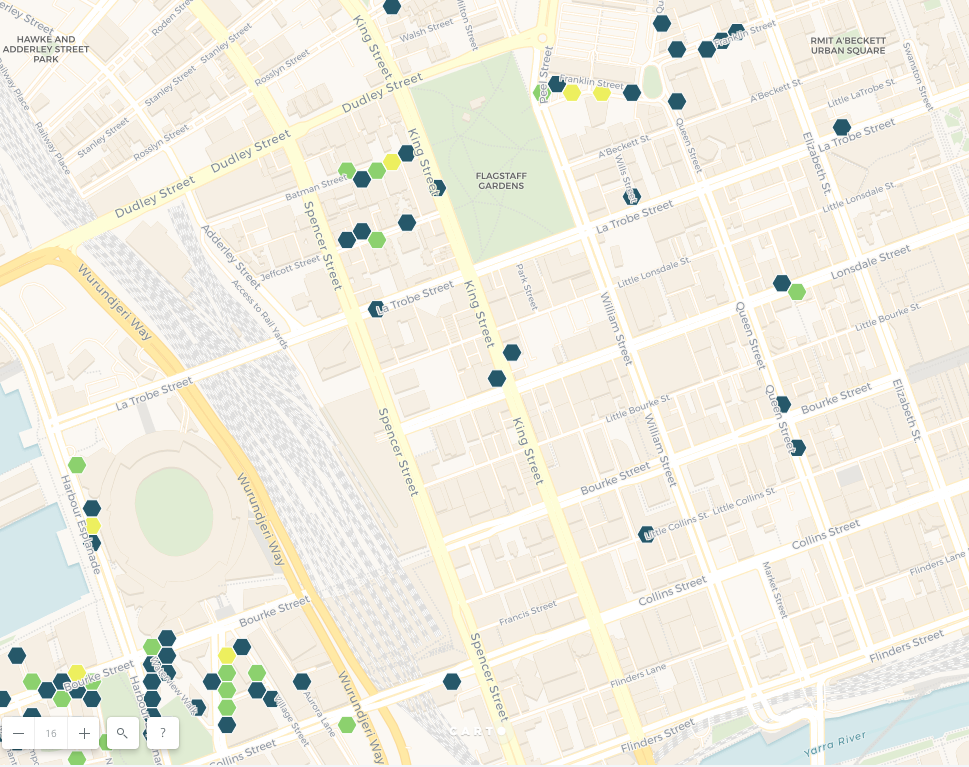 HAWKE AND
ADDERLEY STREET
PARK
Adderley Street
Roden Street
Stanley Street
Rosslyn Street
King Street
Walsh Street
Milton Street
Peel Street
Franklin Street
Franklin Street
RMIT A'BECKETT
URBAN SQUARE
Swanston Street
Railway Place
Railway Place
Stanley Street
Stanley Street
Rosslyn Street
Dudley Street
Dudley Street
Dudley Street
A'Beckett St.
Little LaTrobe St.
La Trobe Street
Queen Street
A'Beckett St.
Wills Street
Elizabeth St.
King Street
Batman Street
FLAGSTAFF
GARDENS
Little Lonsdale St.
La Trobe Street
Spencer Street
Adderley Street
Jeffcott Street
Access to Rail Yards
Wurundjeri Way
La Trobe Street
King Street
Park Street
Little Lonsdale St.
Lonsdale Street
William Street
Queen Street
Little Bourke St.
La Trobe Street
Spencer Street
King Street
Little Bourke St.
William Street
Queen Street
Bourke Street
Elizabeth St.
Bourke Street
Harbour Esplanade
Wurundjeri Way
Little Collins St.
Little Collins St.
Collins Street
Collins Street
Market Street
Flinders Lane
Bourke Street
Francis Street
Flinders Street
Bourke Street
Spencer Street
Flinders Lane
Wurundjeri Way
Aurora Lane
Village Street
Collins Street
Flinders Street
Yarra River
CARTO
16
?